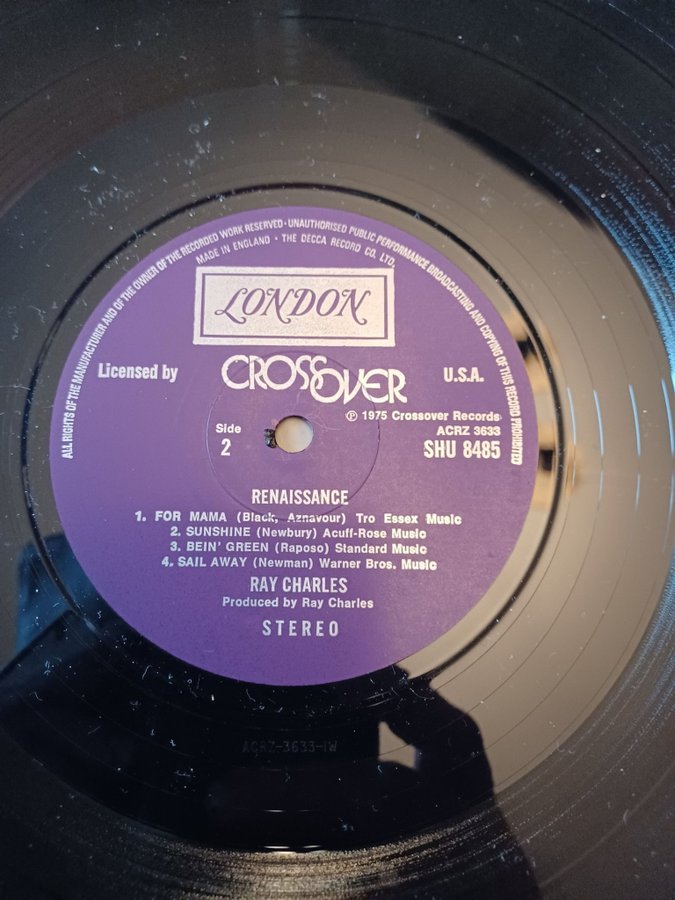 ALL RIGHTS OF THE MANUFACTURER AND OF THE OWNER OF THE RECORDED WORK RESERVED · UNAUTHORISED PUBLIC PERFORMANCE BROADCASTING AND COPYING OF THIS RECORD PROHIBITED
MADE IN ENGLAND · THE DECCA RECORD CO. LTD.
LONDON
Licensed by CROSSOVER U.S.A.
℗ 1975 Crossover Records
Side ACRZ 3633
2 SHU 8485
RENAISSANCE
1. FOR MAMA (Black, Aznavour) Tro Essex Music
2. SUNSHINE (Newbury) Acuff-Rose Music
3. BEIN' GREEN (Raposo) Standard Music
4. SAIL AWAY (Newman) Warner Bros. Music
RAY CHARLES
Produced by Ray Charles
STEREO
ACRZ-3633-1W